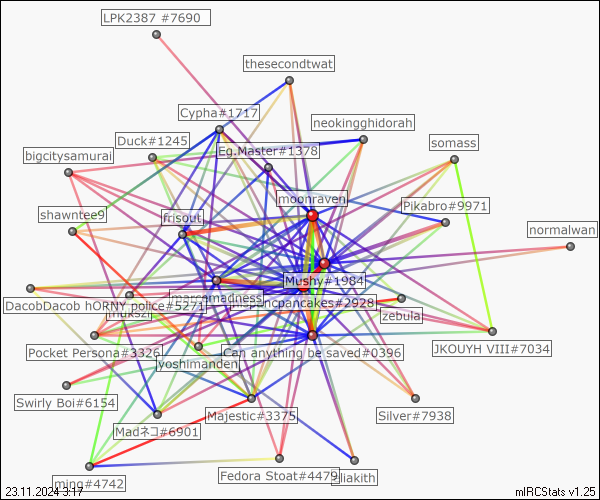 LPK2387 #7690
thesecondtwat
Cypha#1717
neokingghidorah
Duck#1245
Eg.Master#1378
somass
bigcitysamurai
moonraven
Pikabro#9971
shawntee9
frisout
normalwan
Mushy#1984
marcomadness
pancakes#2928
DacobDacob hORNY police#5271
zebula
Pocket Persona#3326
Can anything be saved#0396
JKOUYH VIII#7034
yoshimanden
Swirly Boi#6154
Majestic#3375
Silver#7938
Madネコ#6901
Fedora Stoat#4479
ming#4742
23.11.2024 3:17
mIRCStats v1.25